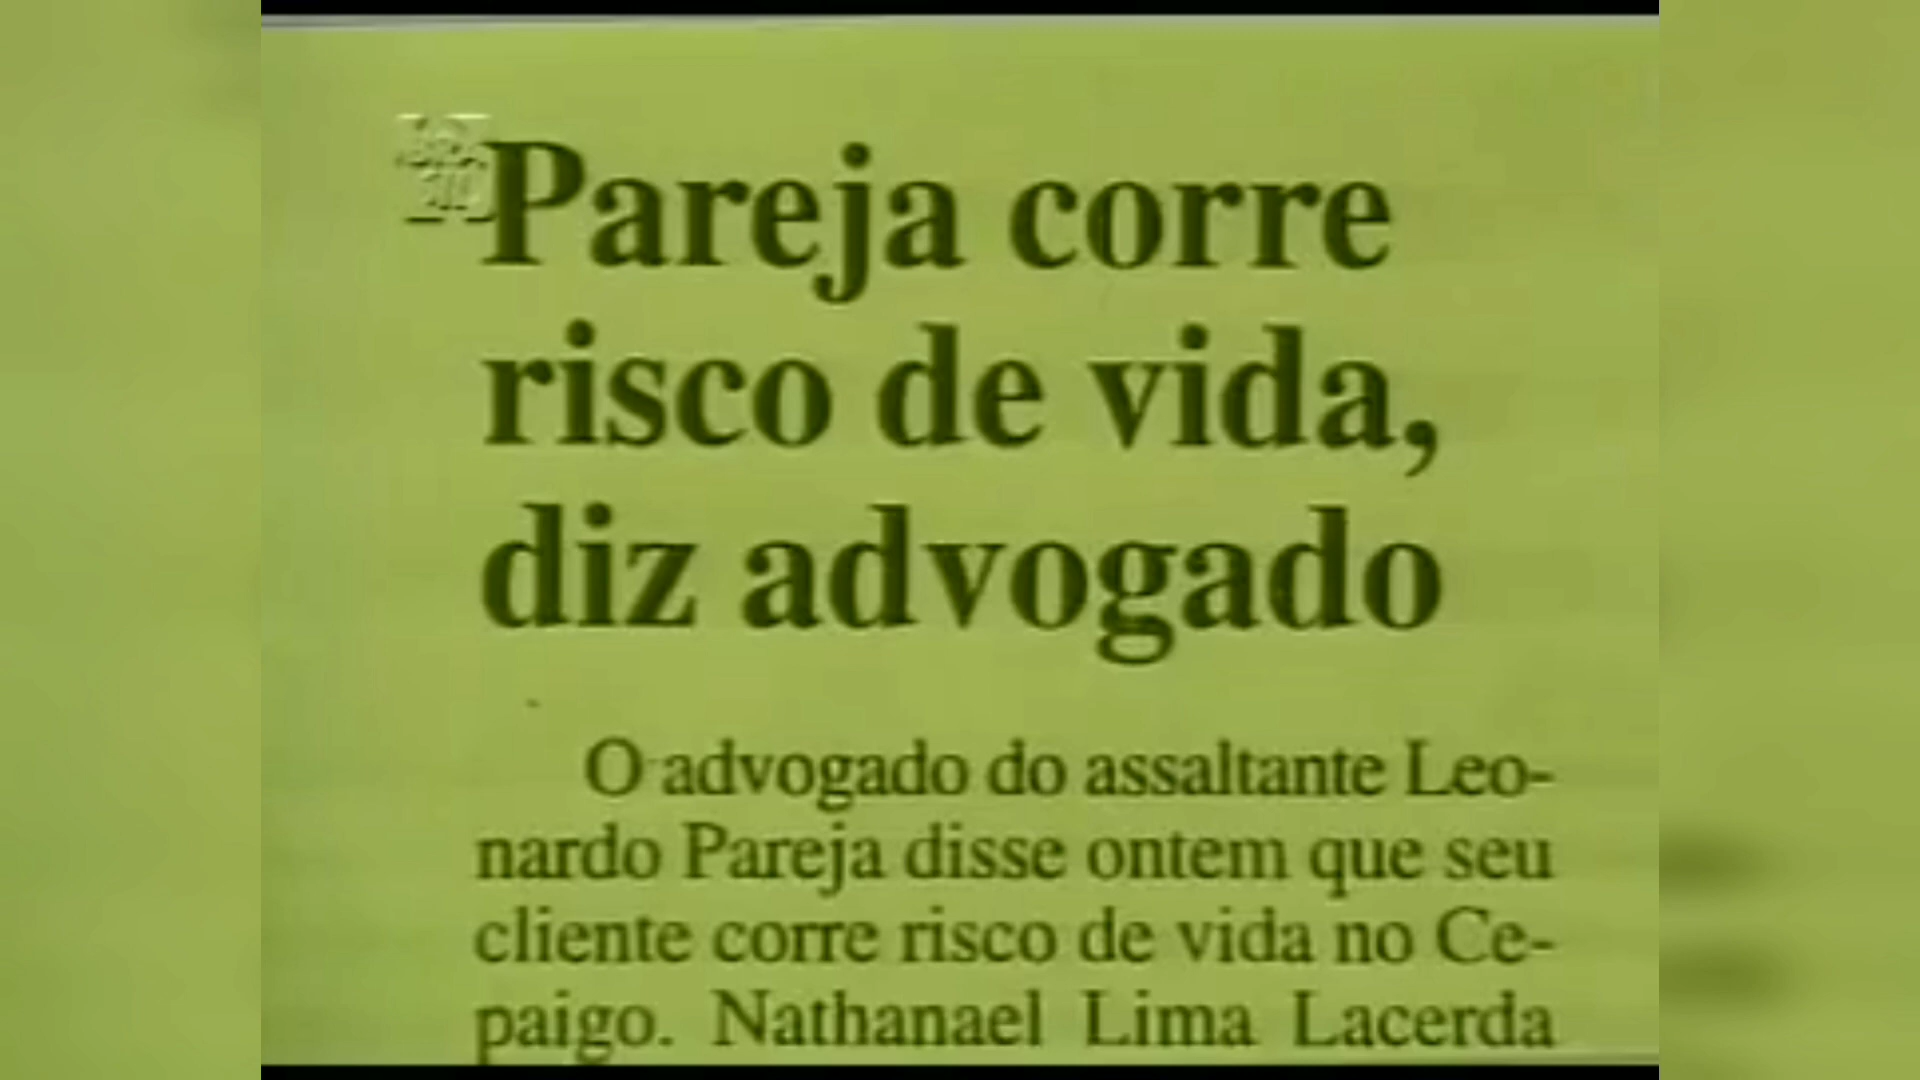 Pareja corre
risco de vida,
diz advogado
O advogado do assaltante Leo-
nardo Pareja disse ontem que seu
cliente corre risco de vida no Ce-
paigo. Nathanael Lima Lacerda